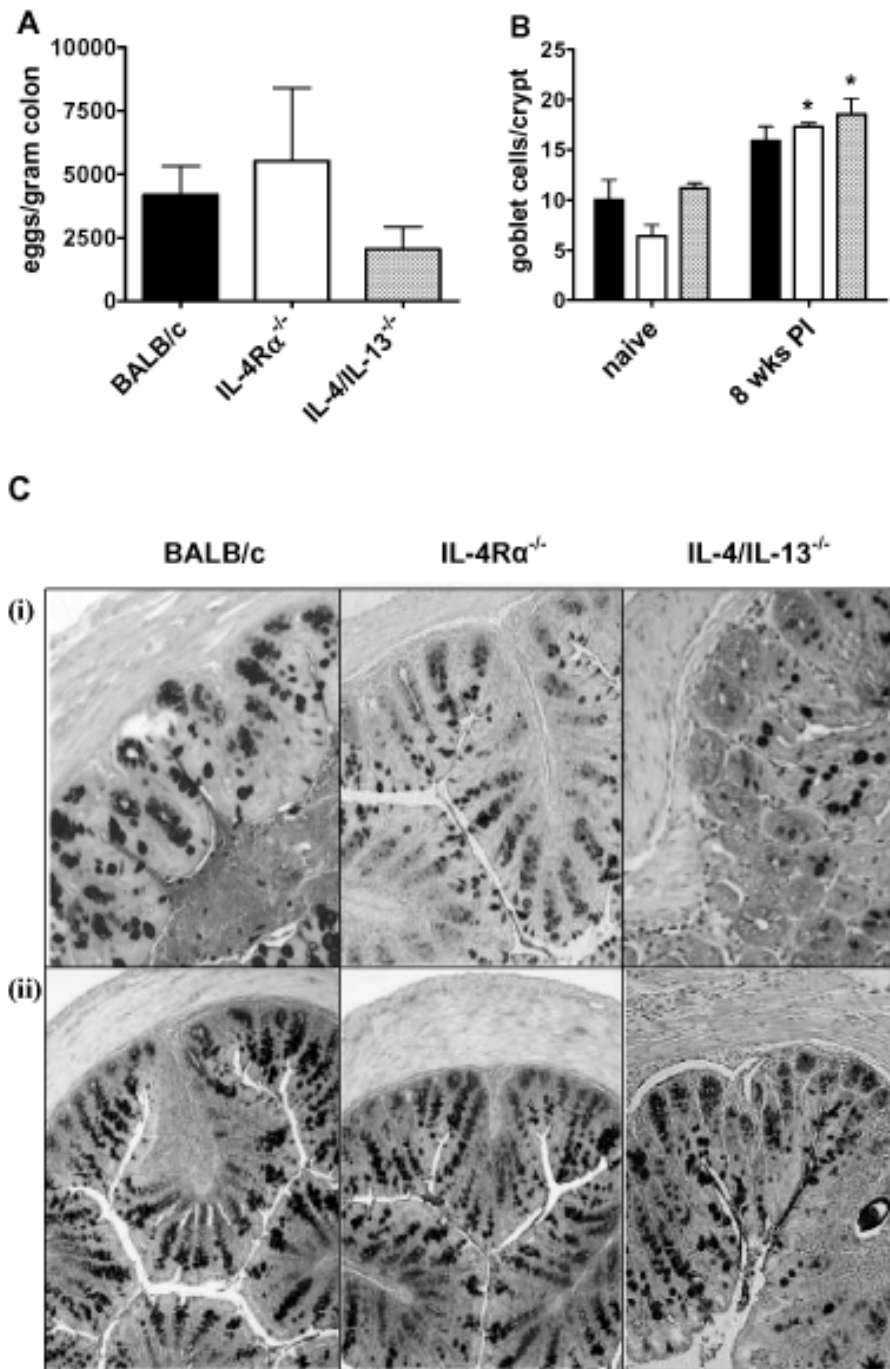 A
10000
7500
5000
2500
0
eggs/gram colon
BALB/c
IL-4Rα-/-
IL-4/IL-13-/-
B
25
20
15
10
5
0
goblet cells/crypt
* *
naive
8 wks PI
C
BALB/c IL-4Rα-/- IL-4/IL-13-/-
(i)
(ii)